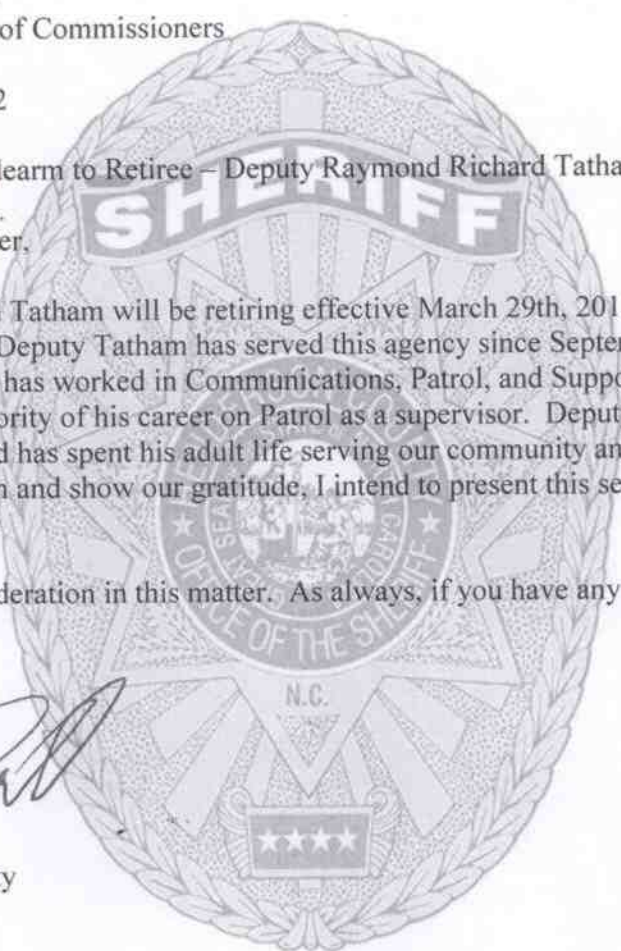 of Commissioners
2
earm to Retiree – Deputy Raymond Richard Tatha
er,
Tatham will be retiring effective March 29th, 201
Deputy Tatham has served this agency since Septe
has worked in Communications, Patrol, and Suppo
ority of his career on Patrol as a supervisor. Deput
d has spent his adult life serving our community an
n and show our gratitude, I intend to present this se
deration in this matter. As always, if you have any
y
SHERIFF
OFFICE OF THE SHERIFF
N.C.